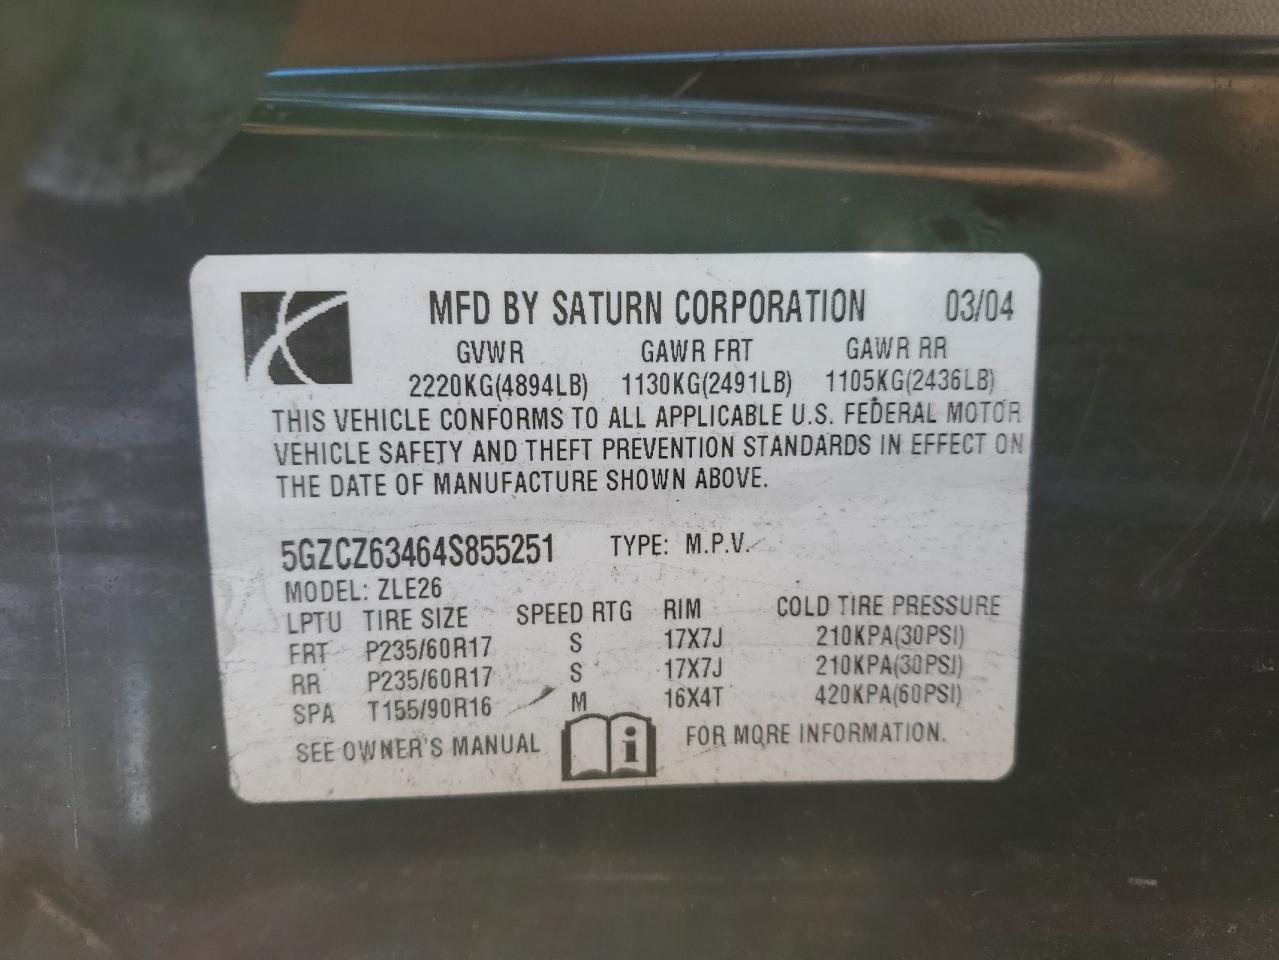 MFD BY SATURN CORPORATION 03/04
GVWR GAWR FRT GAWR RR
2220KG(4894LB) 1130KG(2491LB) 1105KG(2436LB)
THIS VEHICLE CONFORMS TO ALL APPLICABLE U.S. FEDERAL MOTOR
VEHICLE SAFETY AND THEFT PREVENTION STANDARDS IN EFFECT ON
THE DATE OF MANUFACTURE SHOWN ABOVE.
5GZCZ63464S855251 TYPE: M.P.V.
MODEL: ZLE26
LPTU TIRE SIZE SPEED RTG RIM COLD TIRE PRESSURE
FRT P235/60R17 S 17X7J 210KPA(30PSI)
RR P235/60R17 S 17X7J 210KPA(30PSI)
SPA T155/90R16 M 16X4T 420KPA(60PSI)
SEE OWNER'S MANUAL i FOR MORE INFORMATION.